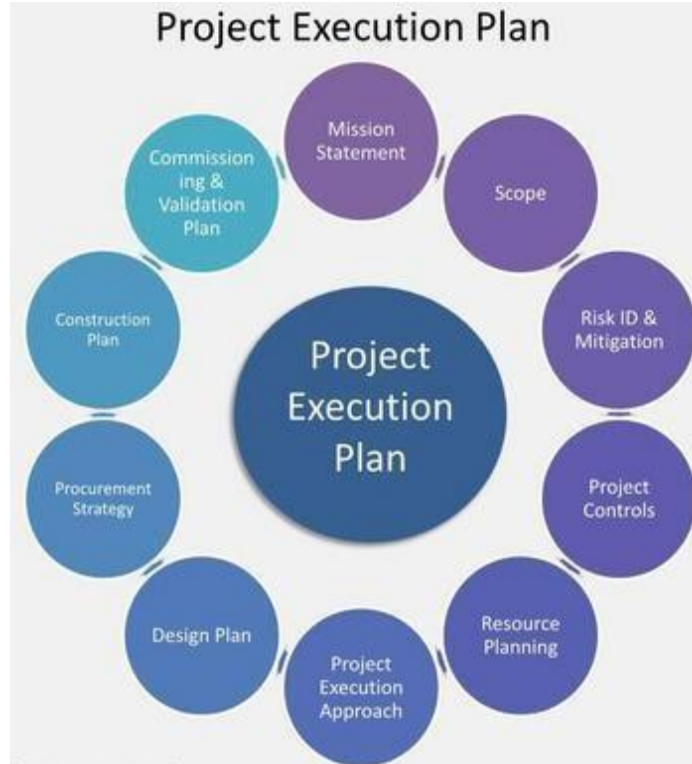 Project Execution Plan
Mission
Statement
Scope
Risk ID &
Mitigation
Project
Controls
Resource
Planning
Project
Execution
Approach
Design Plan
Procurement
Strategy
Construction
Plan
Commission
ing &
Validation
Plan
Project
Execution
Plan